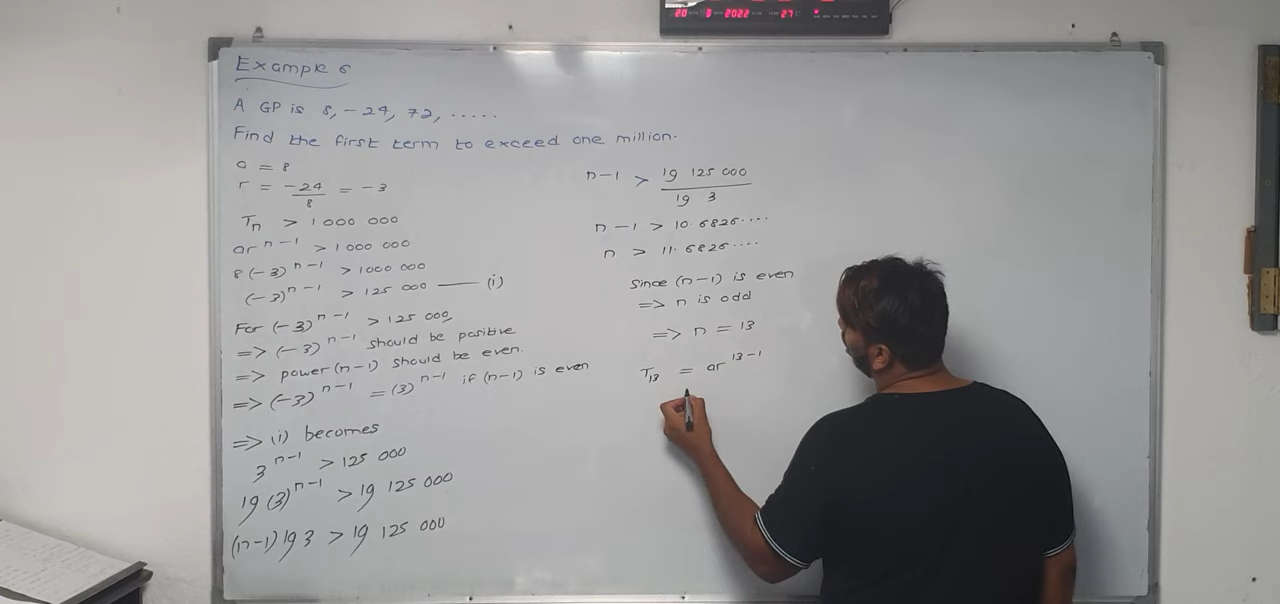 20 8 2022 27
Example 6
A GP is 8, -24, 72, .....
Find the first term to exceed one million.
a = 8
r = -24/8 = -3
Tn > 1 000 000
ar^n-1 > 1 000 000
8(-3)^n-1 > 1000 000
(-3)^n-1 > 125 000 —— (i)
For (-3)^n-1 > 125 000,
=> (-3)^n-1 should be positive
=> power (n-1) should be even.
=> (-3)^n-1 = (3)^n-1 if (n-1) is even
=> (i) becomes
3^n-1 > 125 000
lg (3)^n-1 > lg 125 000
(n-1) lg 3 > lg 125 000
n-1 > lg 125 000 / lg 3
n-1 > 10.6826....
n > 11.6826....
Since (n-1) is even
=> n is odd
=> n = 13
T13 = ar^13-1